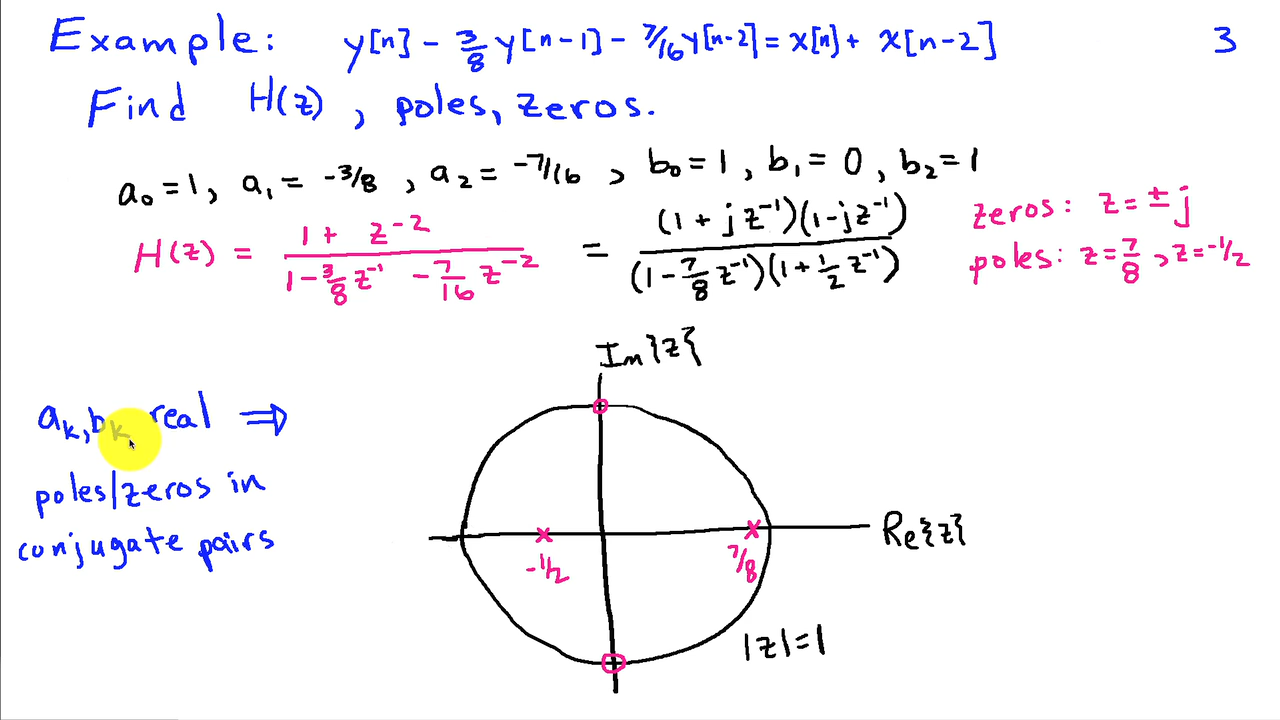 Example: y[n] - 3/8 y[n-1] - 7/16 y[n-2] = x[n] + x[n-2]
3
Find H(z), poles, zeros.
a₀ = 1, a₁ = -3/8, a₂ = -7/16, b₀ = 1, b₁ = 0, b₂ = 1
H(z) = (1 + z⁻²)/(1 - 3/8 z⁻¹ - 7/16 z⁻²) = (1 + jz⁻¹)(1 - jz⁻¹)/(1 - 7/8 z⁻¹)(1 + 1/2 z⁻¹)
zeros: z = ±j
poles: z = 7/8, z = -1/2
Im{z{
aₖ, bₖ real ⇒
poles/zeros in
conjugate pairs
Re{z}
-1/2
7/8
|z| = 1